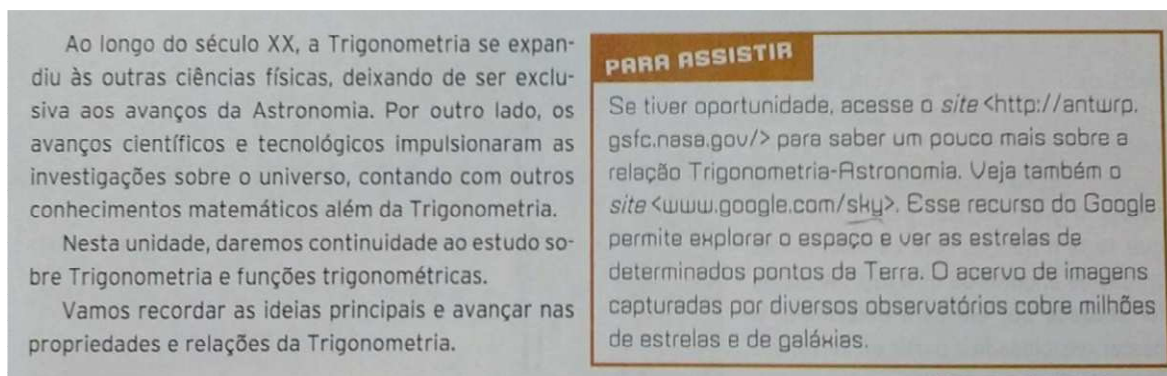 Ao longo do século XX, a Trigonometria se expan-
diu às outras ciências físicas, deixando de ser exclu-
siva aos avanços da Astronomia. Por outro lado, os
avanços científicos e tecnológicos impulsionaram as
investigações sobre o universo, contando com outros
conhecimentos matemáticos além da Trigonometria.
Nesta unidade, daremos continuidade ao estudo so-
bre Trigonometria e funções trigonométricas.
Vamos recordar as ideias principais e avançar nas
propriedades e relações da Trigonometria.
PARA ASSISTIR
Se tiver oportunidade, acesse o site <http://antwrp.
gsfc.nasa.gov/> para saber um pouco mais sobre a
relação Trigonometria-Astronomia. Veja também o
site <www.google.com/sky>. Esse recurso do Google
permite explorar o espaço e ver as estrelas de
determinados pontos da Terra. O acervo de imagens
capturadas por diversos observatórios cobre milhões
de estrelas e de galáxias.